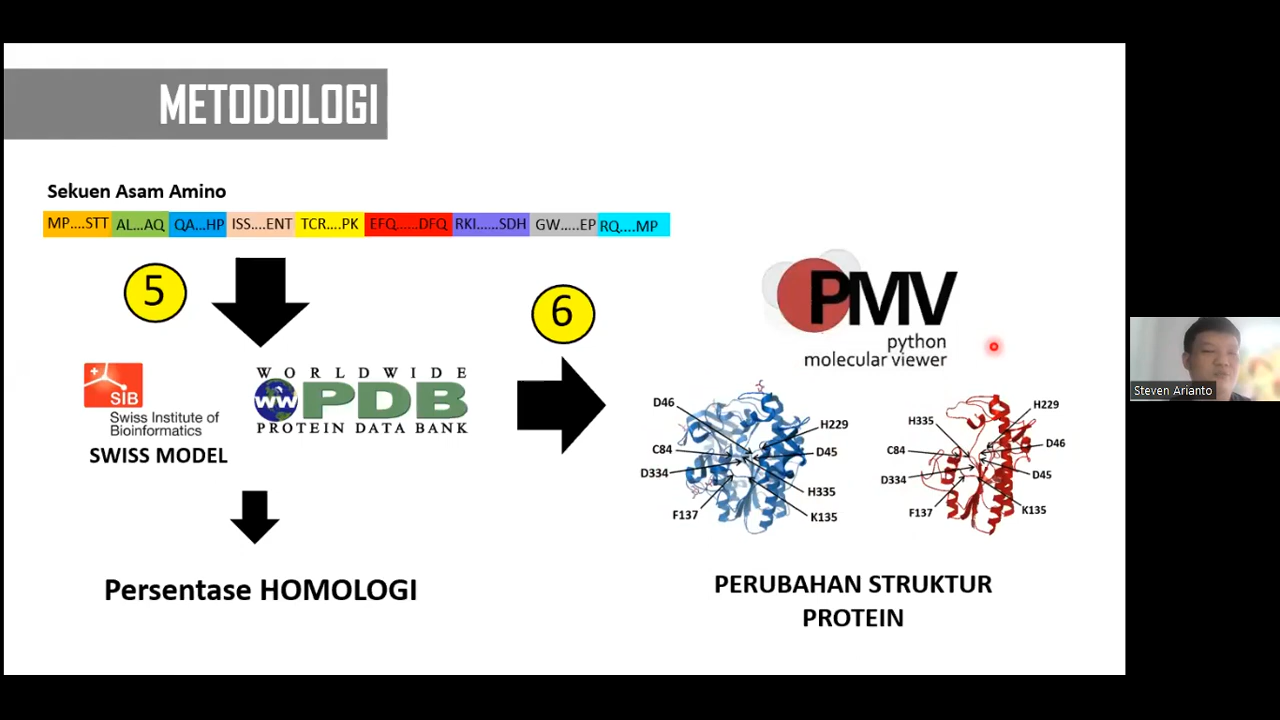 METODOLOGI
Sekuen Asam Amino
MP....STT AL...AQ QA...HP ISS....ENT TCR....PK EFQ......DFQ RKI......SDH GW.....EP RQ....MP
5
6
PMV
python
molecular viewer
SIB
Swiss Institute of
Bioinformatics
SWISS MODEL
WORLDWIDE
ww PDB
PROTEIN DATA BANK
D46
C84
D334
F137
H229
D45
H335
K135
H335
C84
D334
F137
H229
D46
D45
K135
Steven Arianto
Persentase HOMOLOGI
PERUBAHAN STRUKTUR
PROTEIN